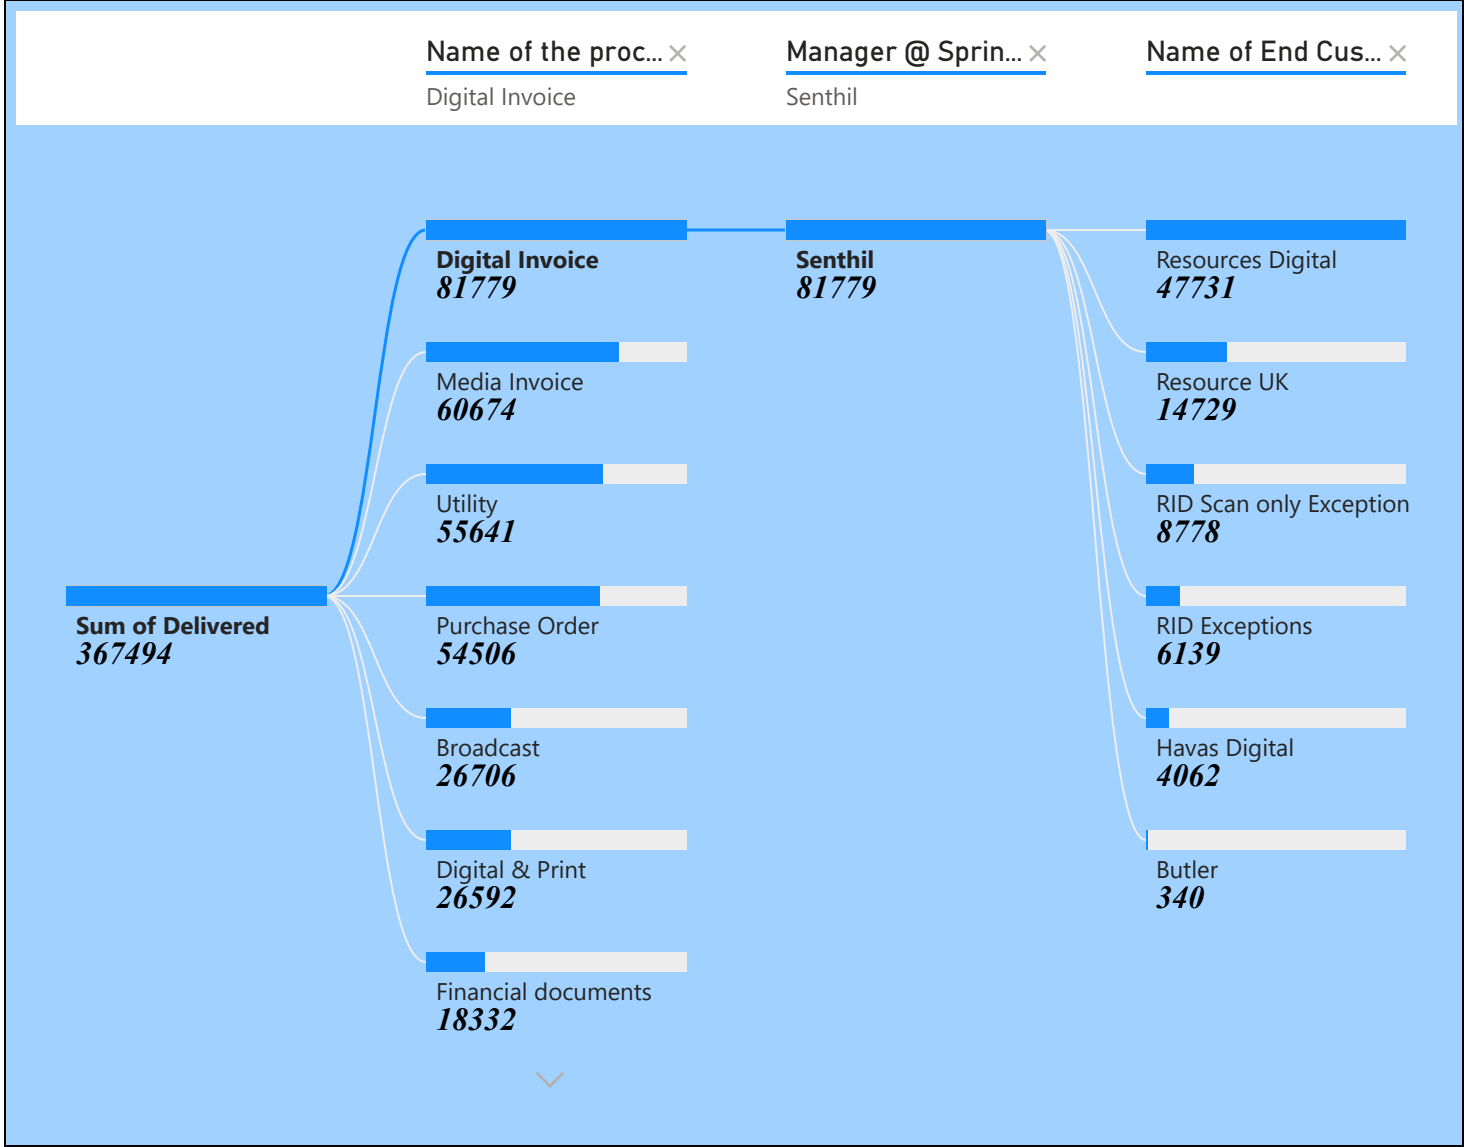 Name of the proc...
Manager @ Sprin...
Name of End Cus...
Digital Invoice
Senthil
Sum of Delivered
367494
Digital Invoice
81779
Media Invoice
60674
Utility
55641
Purchase Order
54506
Broadcast
26706
Digital & Print
26592
Financial documents
18332
Senthil
81779
Resources Digital
47731
Resource UK
14729
RID Scan only Exception
8778
RID Exceptions
6139
Havas Digital
4062
Butler
340